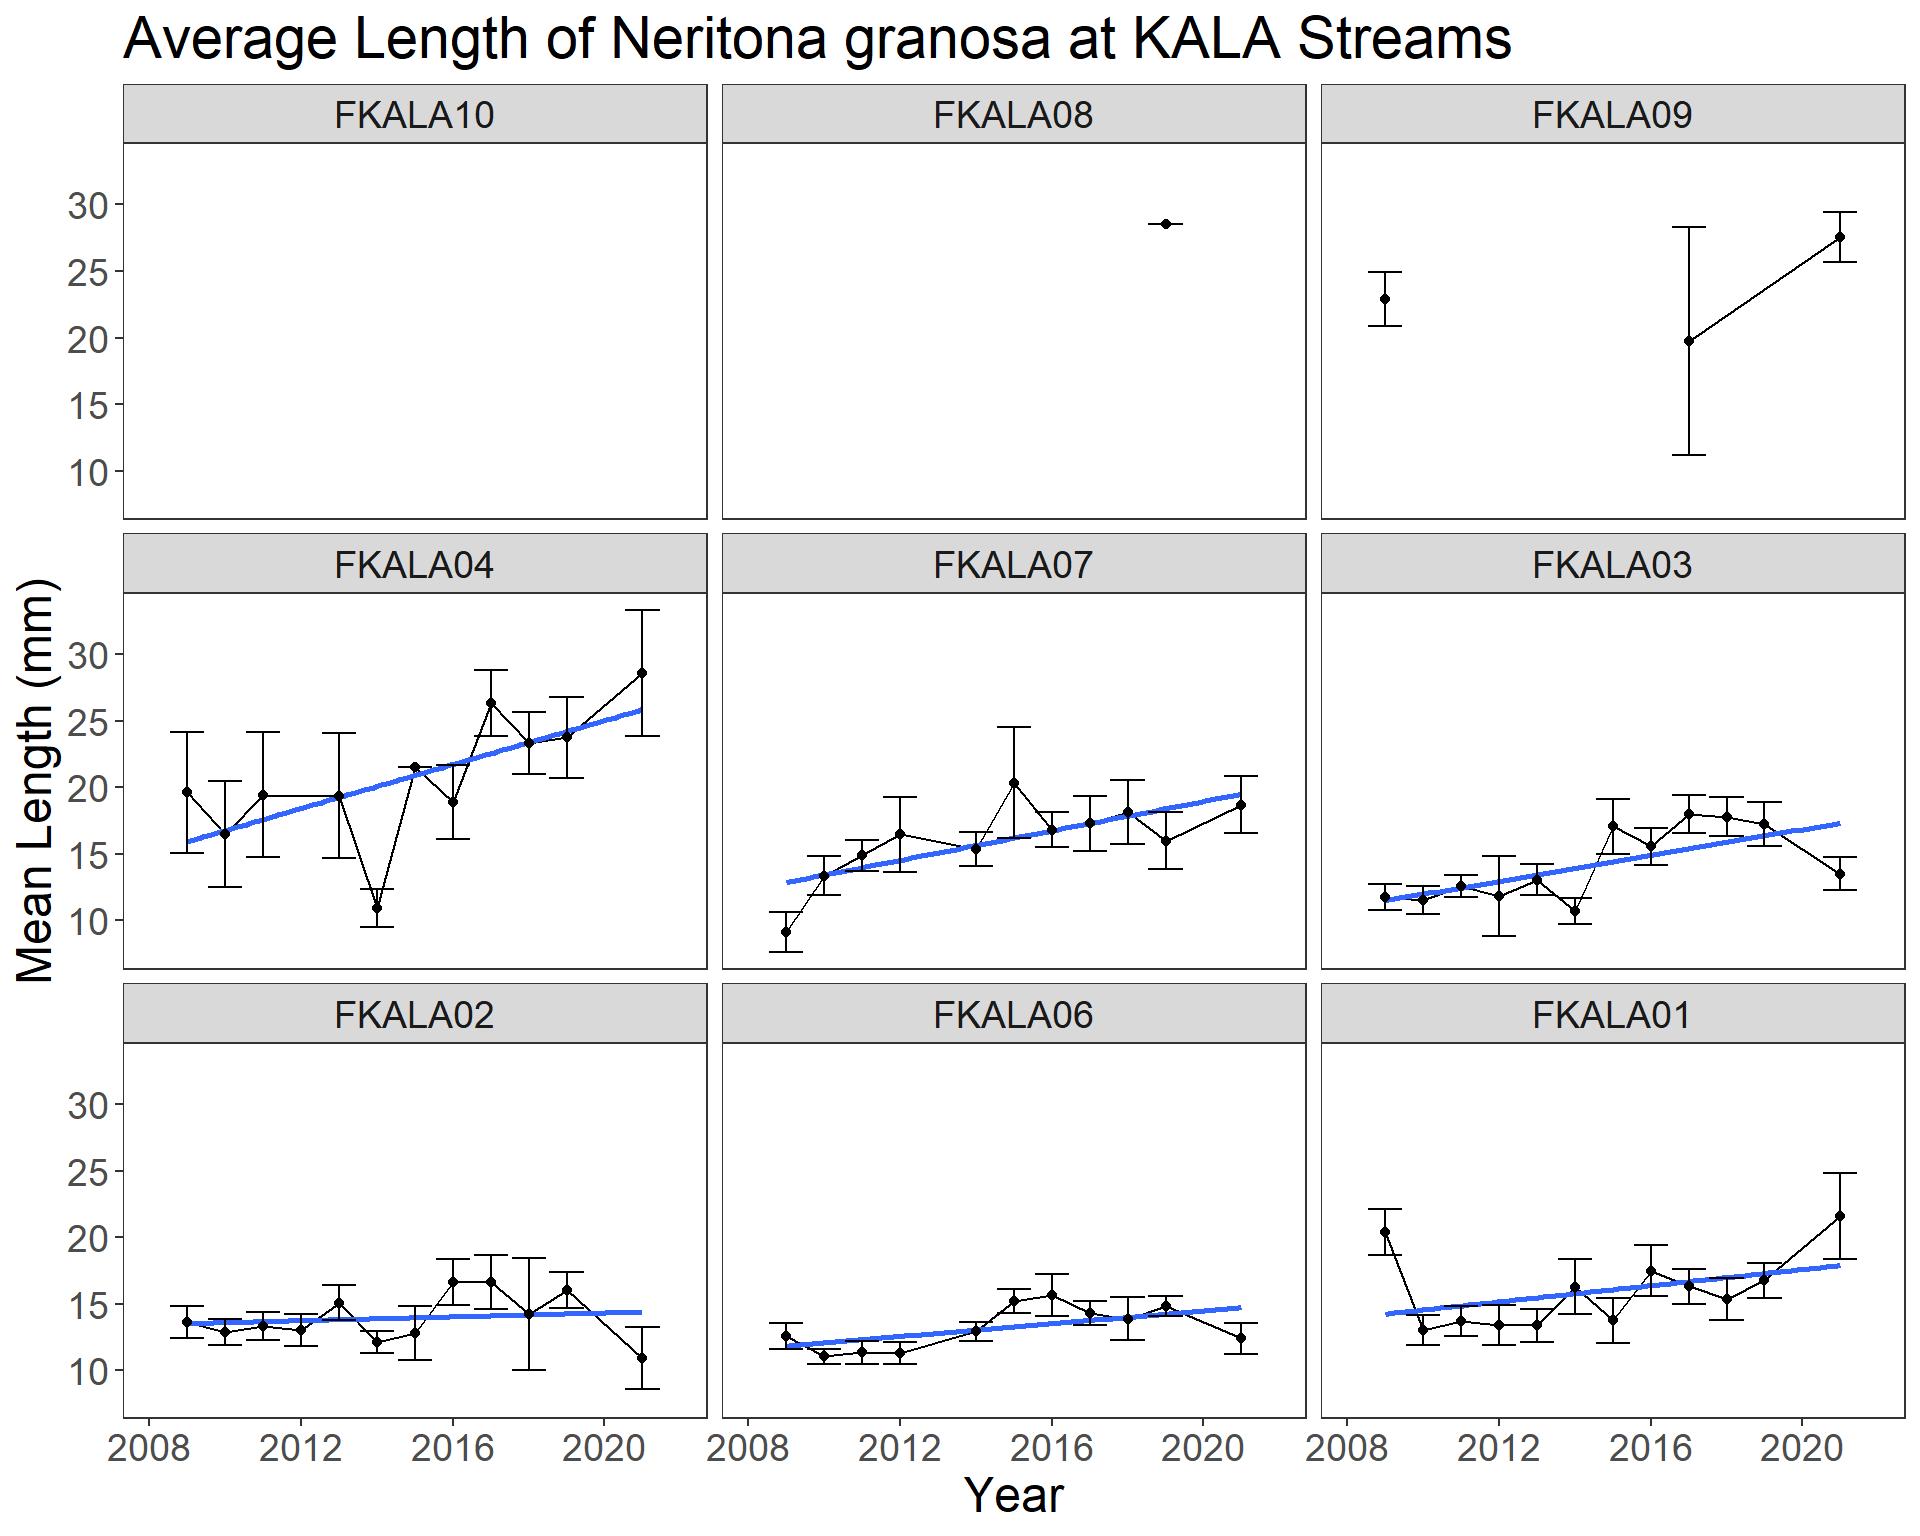 Average Length of Neritona granosa at KALA Streams
FKALA10 FKALA08 FKALA09
30
25
20
15
10
FKALA04 FKALA07 FKALA03
30
25
20
15
10
Mean Length (mm)
FKALA02 FKALA06 FKALA01
30
25
20
15
10
2008 2012 2016 2020 2008 2012 2016 2020 2008 2012 2016 2020
Year